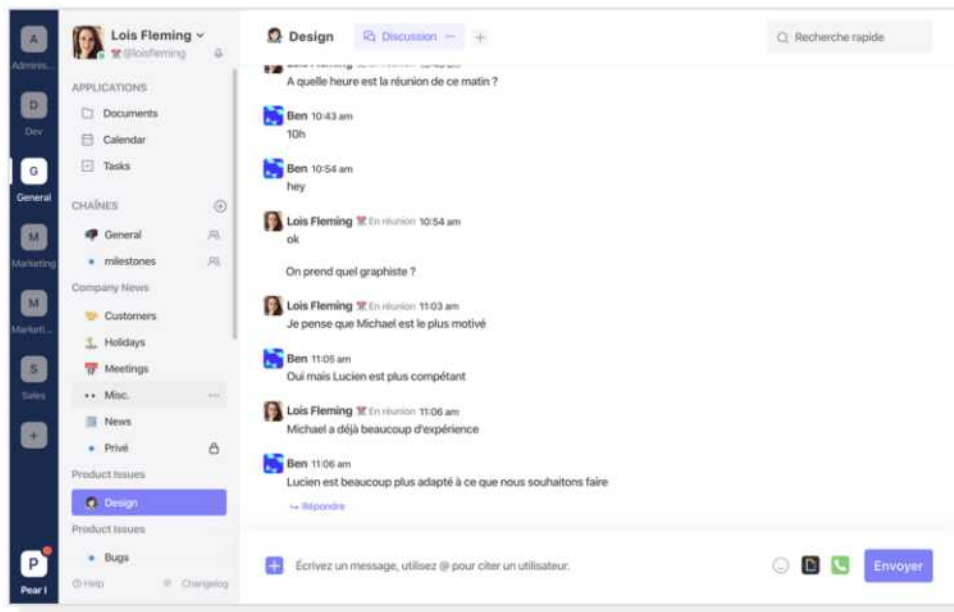 A
Adminis...
D
Dev
G
General
M
Marketing
M
Marketi...
S
Sales
+
P
Pear I
Lois Fleming
@loisfleming
APPLICATIONS
Documents
Calendar
Tasks
CHAÎNES
General
milestones
Company News
Customers
Holidays
Meetings
Misc.
News
Privé
Product Issues
Design
Product Issues
Bugs
Help
Changelog
Design
Discussion
+
Recherche rapide
Lois Fleming
A quelle heure est la réunion de ce matin ?
Ben 10:43 am
10h
Ben 10:54 am
hey
Lois Fleming En réunion 10:54 am
ok
On prend quel graphiste ?
Lois Fleming En réunion 11:03 am
Je pense que Michael est le plus motivé
Ben 11:05 am
Oui mais Lucien est plus compétant
Lois Fleming En réunion 11:06 am
Michael a déjà beaucoup d'expérience
Ben 11:06 am
Lucien est beaucoup plus adapté à ce que nous souhaitons faire
Répondre
Écrivez un message, utilisez @ pour citer un utilisateur.
Envoyer